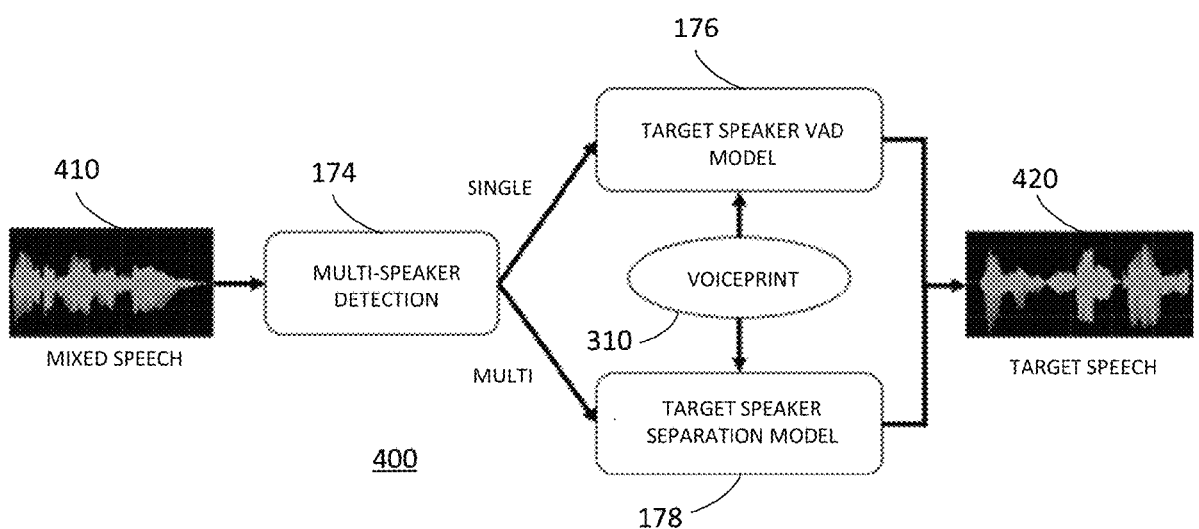 176
TARGET SPEAKER VAD
MODEL
410
174
SINGLE
420
MULTI-SPEAKER
DETECTION
VOICEPRINT
310
MIXED SPEECH
MULTI
TARGET SPEECH
TARGET SPEAKER
SEPARATION MODEL
400
178